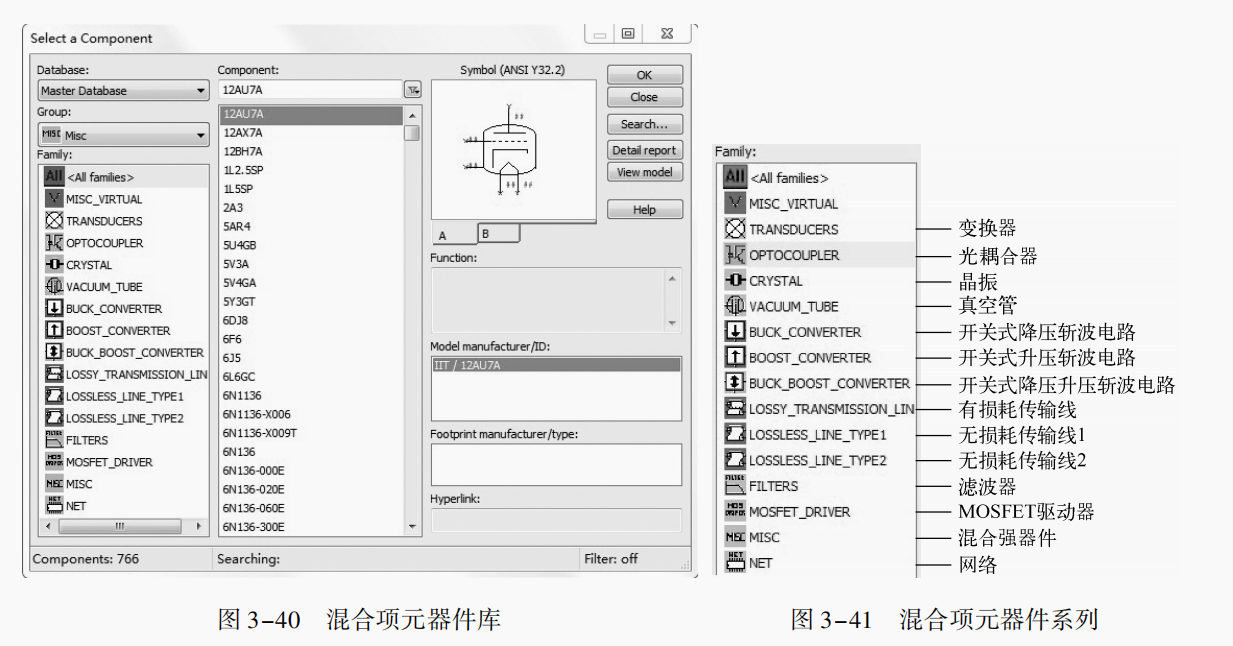 Select a Component
Database:
Master Database
Group:
MISC Misc
Family:
All <All families>
MISC_VIRTUAL
TRANSDUCERS
OPTOCOUPLER
CRYSTAL
VACUUM_TUBE
BUCK_CONVERTER
BOOST_CONVERTER
BUCK_BOOST_CONVERTER
LOSSY_TRANSMISSION_LIN
LOSSLESS_LINE_TYPE1
LOSSLESS_LINE_TYPE2
FILTERS
MOSFET_DRIVER
MISC
NET
Component:
12AU7A
12AU7A
12AX7A
12BH7A
1L2.5SP
1L5SP
2A3
5AR4
5U4GB
5V3A
5V4GA
5Y3GT
6DJ8
6F6
6J5
6L6GC
6N1136
6N1136-X006
6N1136-X009T
6N136
6N136-000E
6N136-020E
6N136-060E
6N136-300E
Symbol (ANSI Y32.2)
A B
Function:
Model manufacturer/ID:
IIT / 12AU7A
Footprint manufacturer/type:
Hyperlink:
OK
Close
Search...
Detail report
View model
Help
Components: 766 Searching: Filter: off
图 3-40 混合项元器件库
Family:
All <All families>
MISC_VIRTUAL
TRANSDUCERS 变换器
OPTOCOUPLER 光耦合器
CRYSTAL 晶振
VACUUM_TUBE 真空管
BUCK_CONVERTER 开关式降压斩波电路
BOOST_CONVERTER 开关式升压斩波电路
BUCK_BOOST_CONVERTER 开关式降压升压斩波电路
LOSSY_TRANSMISSION_LIN 有损耗传输线
LOSSLESS_LINE_TYPE1 无损耗传输线1
LOSSLESS_LINE_TYPE2 无损耗传输线2
FILTERS 滤波器
MOSFET_DRIVER MOSFET驱动器
MISC 混合强器件
NET 网络
图 3-41 混合项元器件系列